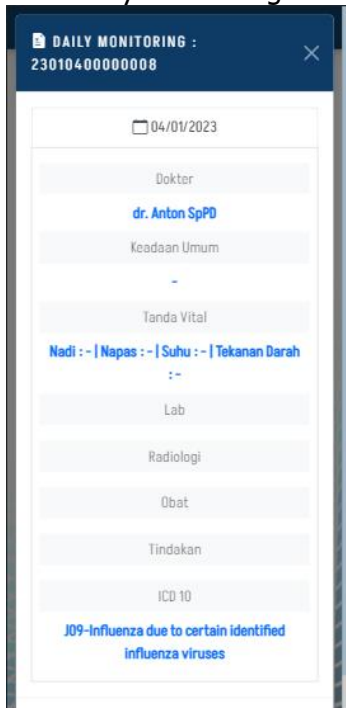 DAILY MONITORING :
23010400000008
04/01/2023
Dokter
dr. Anton SpPD
Keadaan Umum
-
Tanda Vital
Nadi : - | Napas : - | Suhu : - | Tekanan Darah
: -
Lab
Radiologi
Obat
Tindakan
ICD 10
J09-Influenza due to certain identified
influenza viruses